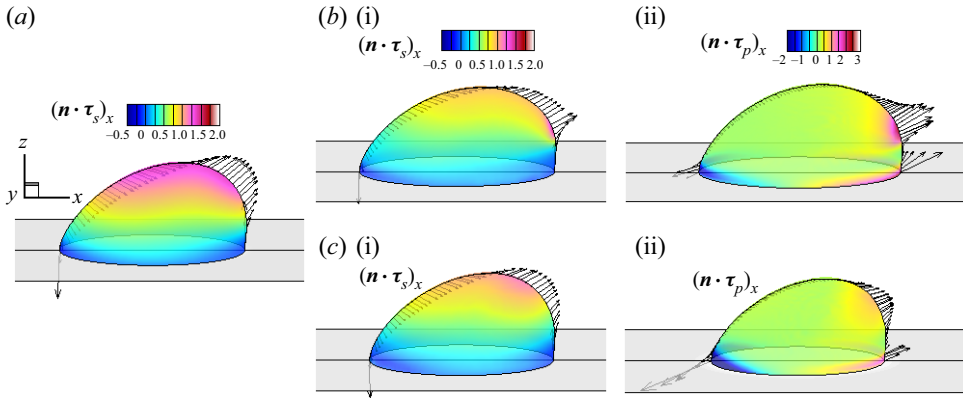 (a)
(n · τs)x
−0.5 0 0.5 1.0 1.5 2.0
z
y x
(b) (i)
(n · τs)x
−0.5 0 0.5 1.0 1.5 2.0
(ii)
(n · τp)x
−2 −1 0 1 2 3
(c) (i)
(n · τs)x
(ii)
(n · τp)x